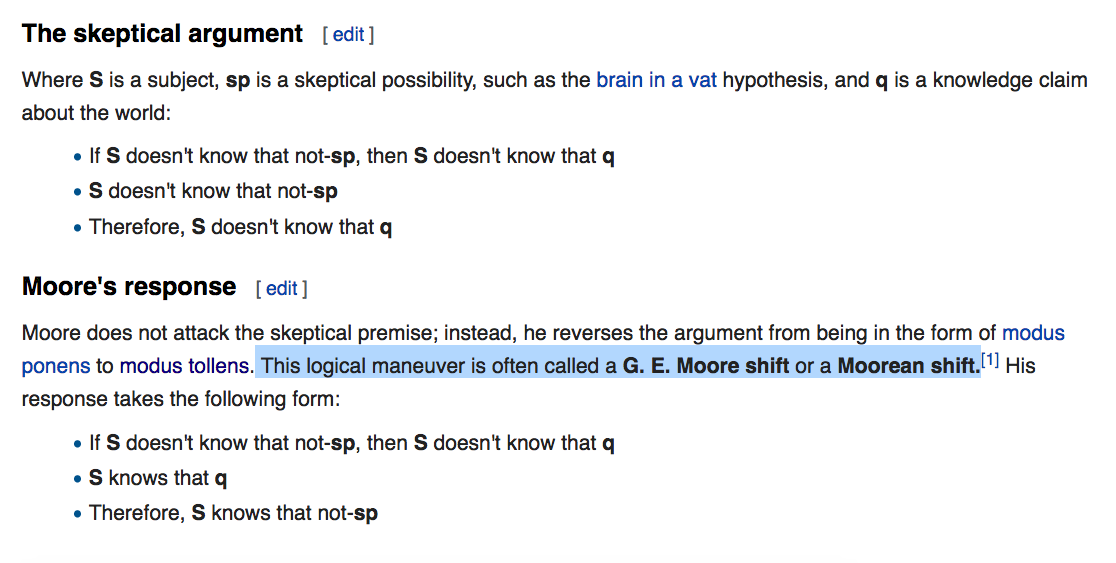 The skeptical argument [ edit ]
Where S is a subject, sp is a skeptical possibility, such as the brain in a vat hypothesis, and q is a knowledge claim
about the world:
• If S doesn't know that not-sp, then S doesn't know that q
• S doesn't know that not-sp
• Therefore, S doesn't know that q
Moore's response [ edit ]
Moore does not attack the skeptical premise; instead, he reverses the argument from being in the form of modus
ponens to modus tollens. This logical maneuver is often called a G. E. Moore shift or a Moorean shift.[1] His
response takes the following form:
• If S doesn't know that not-sp, then S doesn't know that q
• S knows that q
• Therefore, S knows that not-sp